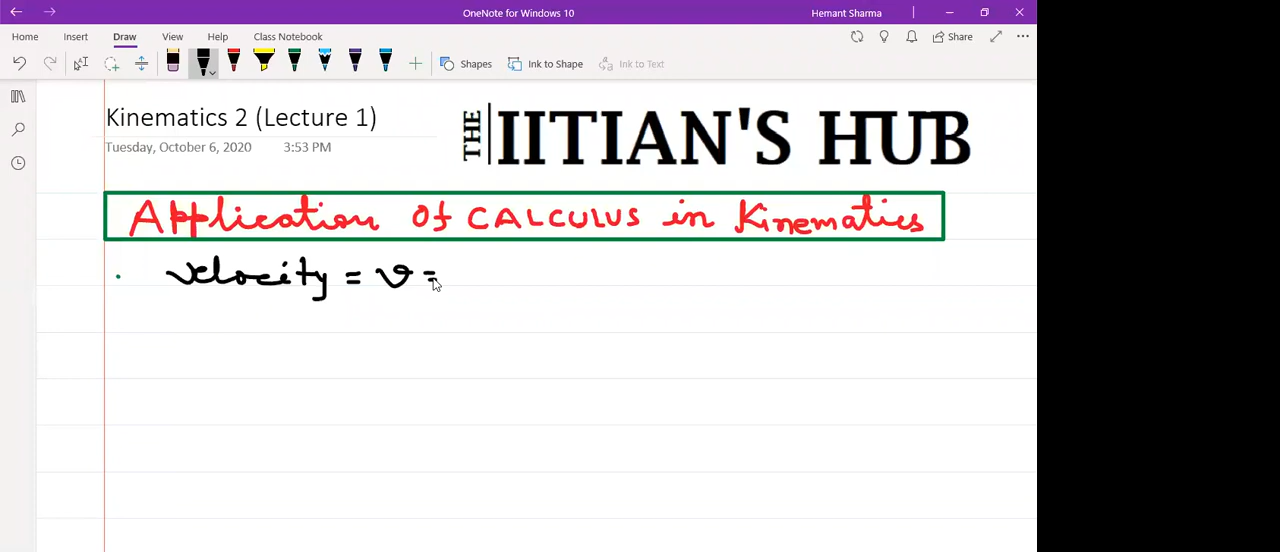 OneNote for Windows 10
Hemant Sharma
Home Insert Draw View Help Class Notebook
Share
Shapes Ink to Shape Ink to Text
Kinematics 2 (Lecture 1)
Tuesday, October 6, 2020 3:53 PM
THE IITIAN'S HUB
Application Of CALCULUS in Kinematics
• velocity = v =